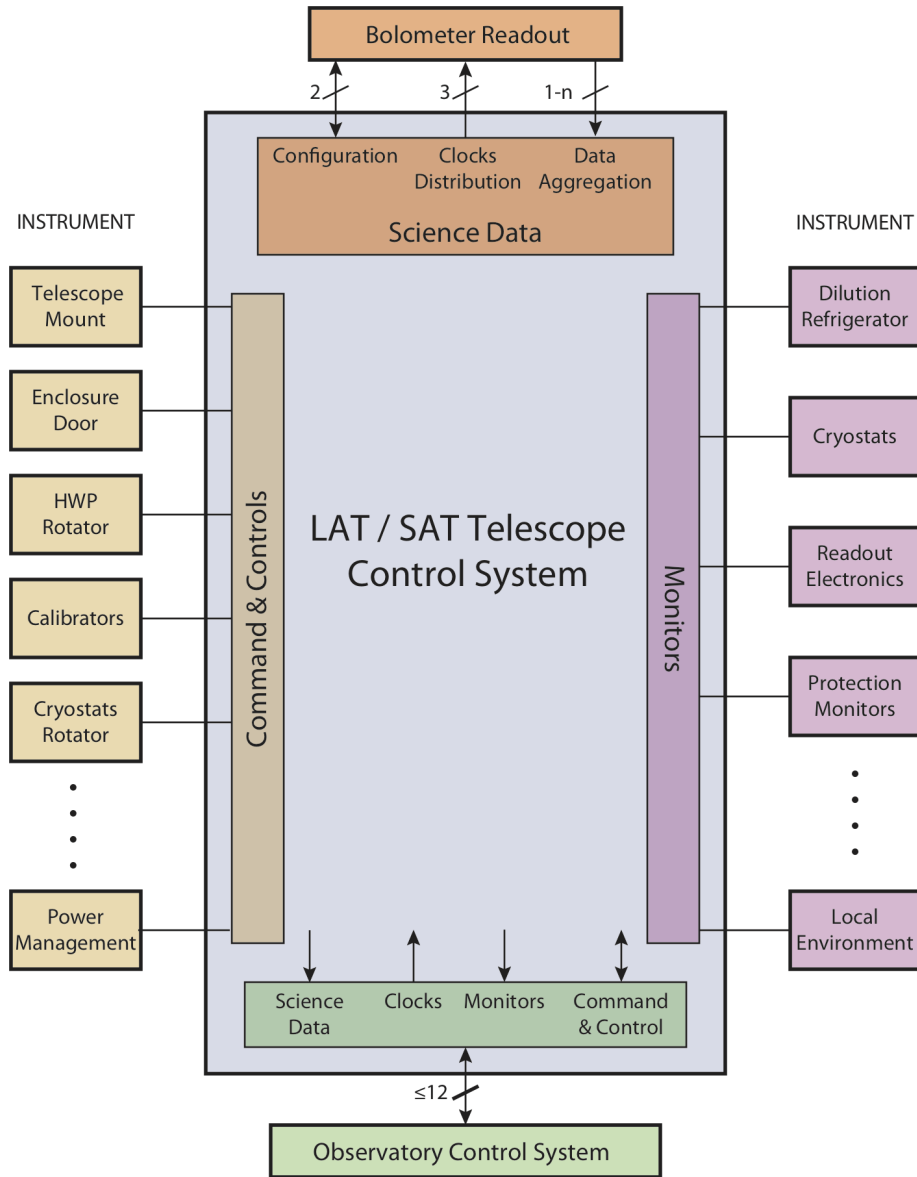 Bolometer Readout
2
3
1-n
Configuration
Clocks
Distribution
Data
Aggregation
Science Data
INSTRUMENT
Telescope
Mount
Enclosure
Door
HWP
Rotator
Calibrators
Cryostats
Rotator
Power
Management
Command & Controls
LAT / SAT Telescope
Control System
Monitors
INSTRUMENT
Dilution
Refrigerator
Cryostats
Readout
Electronics
Protection
Monitors
Local
Environment
Science
Data
Clocks
Monitors
Command
& Control
≤12
Observatory Control System